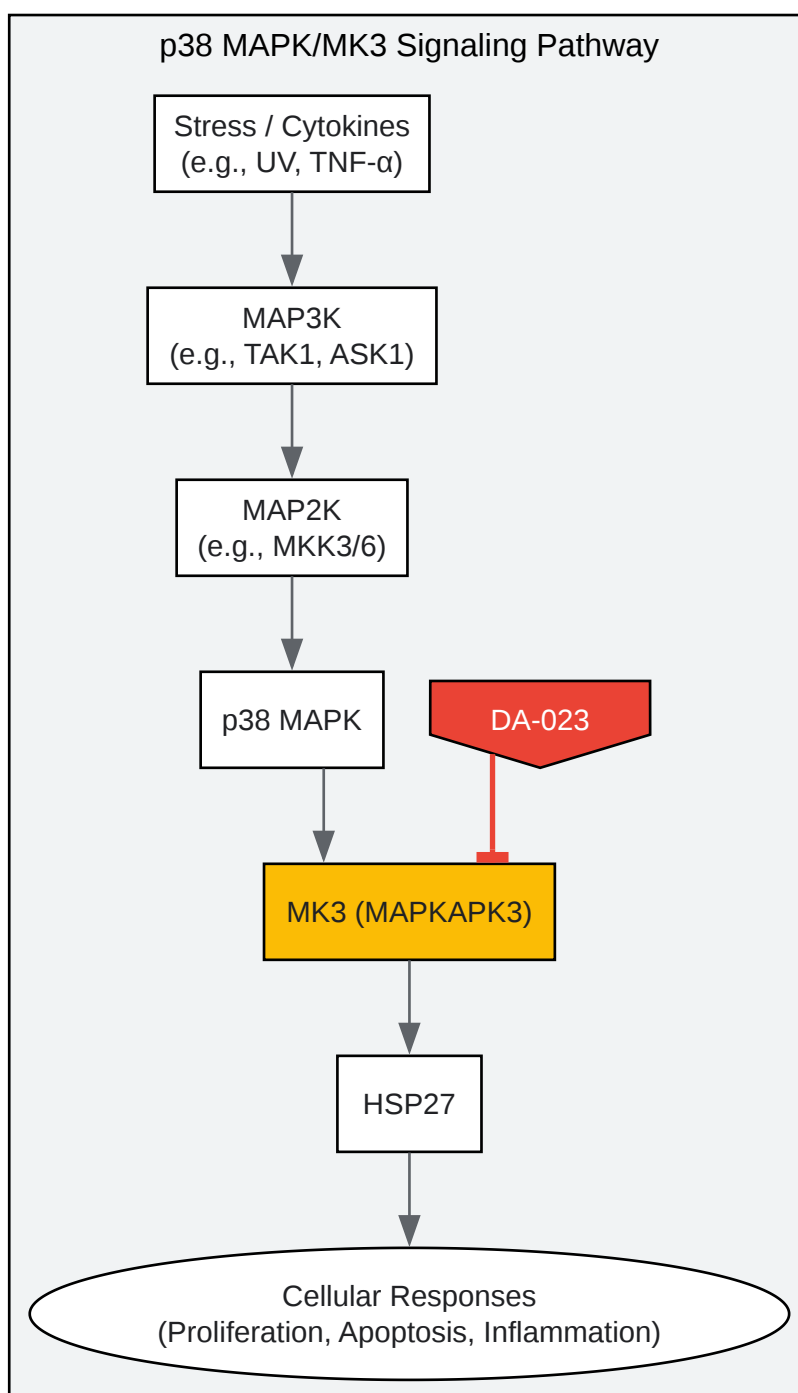 p38 MAPK/MK3 Signaling Pathway
Stress / Cytokines
(e.g., UV, TNF-α)
MAP3K
(e.g., TAK1, ASK1)
MAP2K
(e.g., MKK3/6)
p38 MAPK
DA-023
MK3 (MAPKAPK3)
HSP27
Cellular Responses
(Proliferation, Apoptosis, Inflammation)